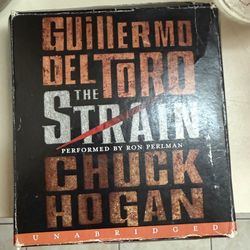 GUILLERMO
DEL TORO
THE
STRAIN
PERFORMED BY RON PERLMAN
CHUCK
HOGAN
UNABRIDGED